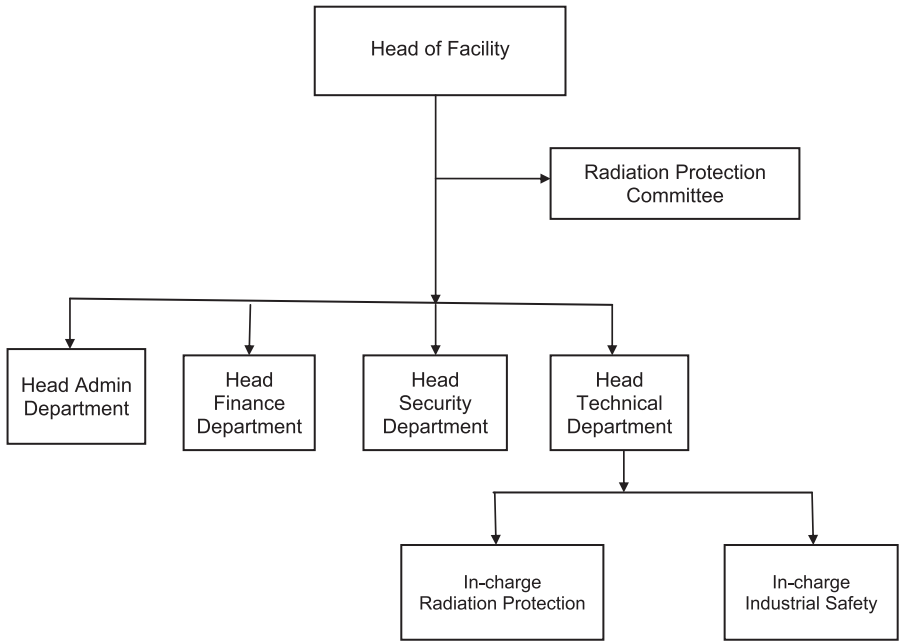 Head of Facility
Radiation Protection
Committee
Head Admin
Department
Head
Finance
Department
Head
Security
Department
Head
Technical
Department
In-charge
Radiation Protection
In-charge
Industrial Safety